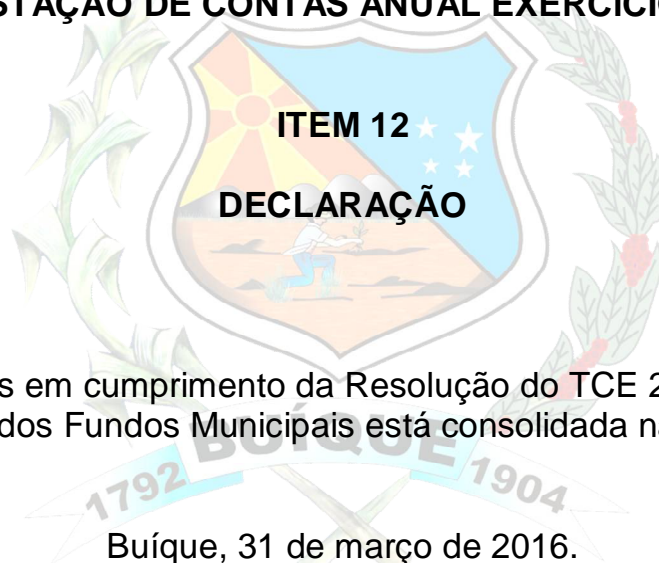 STAÇÃO DE CONTAS ANUAL EXERCÍCIO
ITEM 12
DECLARAÇÃO
s em cumprimento da Resolução do TCE 2
dos Fundos Municipais está consolidada na
BUÍQUE
1792
1904
Buíque, 31 de março de 2016.